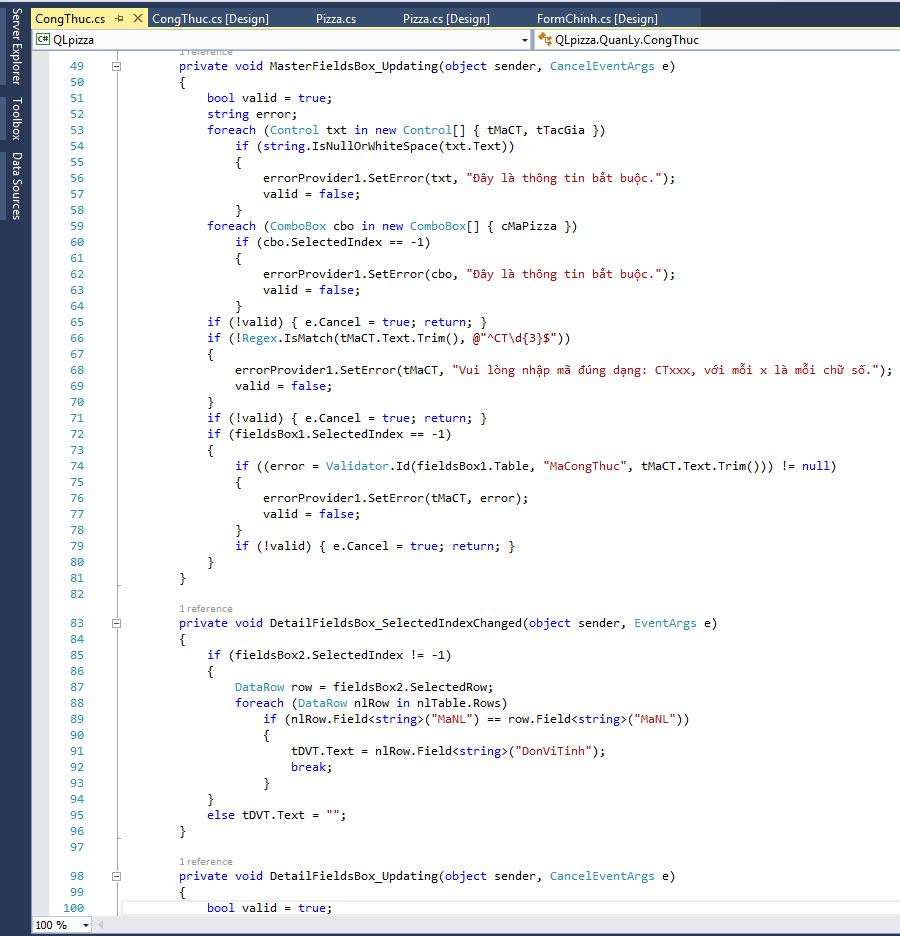 CongThuc.cs CongThuc.cs [Design] Pizza.cs Pizza.cs [Design] FormChinh.cs [Design]
Server Explorer
Toolbox
Data Sources
C# QLpizza QLpizza.QuanLy.CongThuc
1 reference
49 private void MasterFieldsBox_Updating(object sender, CancelEventArgs e)
50 {
51 bool valid = true;
52 string error;
53 foreach (Control txt in new Control[] { tMaCT, tTacGia })
54 if (string.IsNullOrWhiteSpace(txt.Text))
55 {
56 errorProvider1.SetError(txt, "Đây là thông tin bắt buộc.");
57 valid = false;
58 }
59 foreach (ComboBox cbo in new ComboBox[] { cMaPizza })
60 if (cbo.SelectedIndex == -1)
61 {
62 errorProvider1.SetError(cbo, "Đây là thông tin bắt buộc.");
63 valid = false;
64 }
65 if (!valid) { e.Cancel = true; return; }
66 if (!Regex.IsMatch(tMaCT.Text.Trim(), @"^CT\d{3}$"))
67 {
68 errorProvider1.SetError(tMaCT, "Vui lòng nhập mã đúng dạng: CTxxx, với mỗi x là mỗi chữ số.");
69 valid = false;
70 }
71 if (!valid) { e.Cancel = true; return; }
72 if (fieldsBox1.SelectedIndex == -1)
73 {
74 if ((error = Validator.Id(fieldsBox1.Table, "MaCongThuc", tMaCT.Text.Trim())) != null)
75 {
76 errorProvider1.SetError(tMaCT, error);
77 valid = false;
78 }
79 if (!valid) { e.Cancel = true; return; }
80 }
81 }
82
1 reference
83 private void DetailFieldsBox_SelectedIndexChanged(object sender, EventArgs e)
84 {
85 if (fieldsBox2.SelectedIndex != -1)
86 {
87 DataRow row = fieldsBox2.SelectedRow;
88 foreach (DataRow nlRow in nlTable.Rows)
89 if (nlRow.Field<string>("MaNL") == row.Field<string>("MaNL"))
90 {
91 tDVT.Text = nlRow.Field<string>("DonViTinh");
92 break;
93 }
94 }
95 else tDVT.Text = "";
96 }
97
1 reference
98 private void DetailFieldsBox_Updating(object sender, CancelEventArgs e)
99 {
100 bool valid = true;
100 %